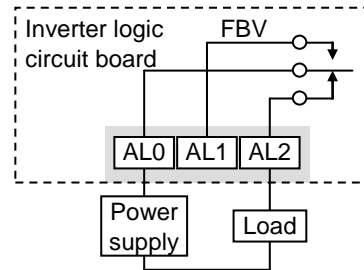 Inverter logic
circuit board
FBV
AL0
AL1
AL2
Power
supply
Load